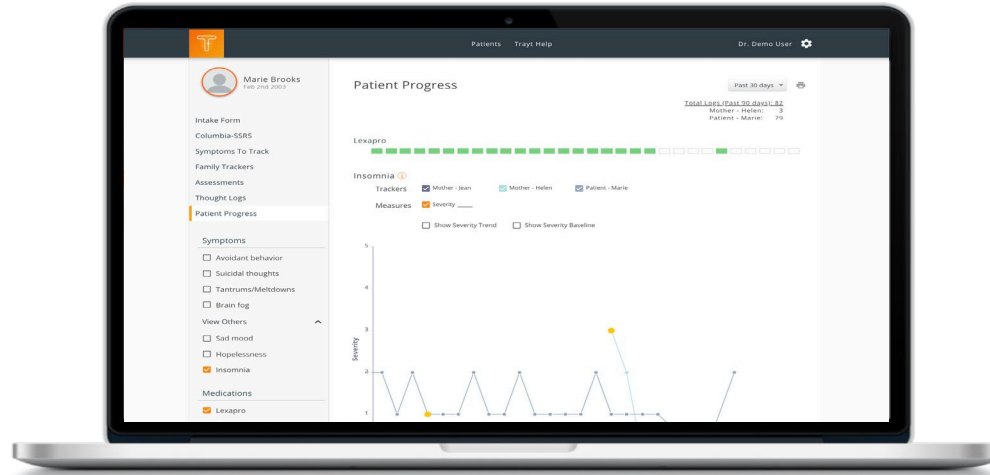 Patients Trayt Help Dr. Demo User
Marie Brooks
Feb 2nd 2003
Intake Form
Columbia-SSRS
Symptoms To Track
Family Trackers
Assessments
Thought Logs
Patient Progress
Symptoms
Avoidant behavior
Suicidal thoughts
Tantrums/Meltdowns
Brain fog
View Others
Sad mood
Hopelessness
Insomnia
Medications
Lexapro
Patient Progress
Past 30 days
Total Logs (Past 90 days): 82
Mother - Helen: 3
Patient - Marie: 79
Lexapro
Insomnia
Trackers Mother - Jean Mother - Helen Patient - Marie
Measures Severity
Show Severity Trend Show Severity Baseline
5
4
3
2
1
Severity